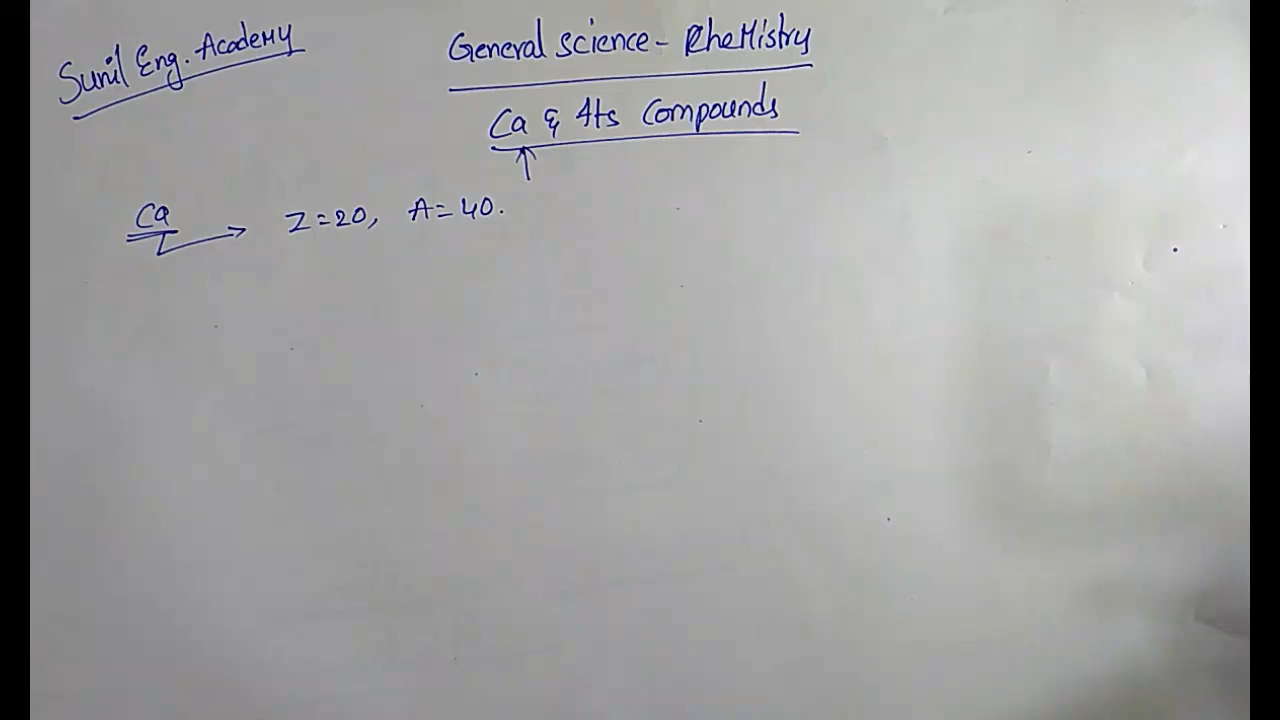 Sunil Eng. Academy
General Science - Chemistry
Ca & Its Compounds
Ca → Z=20, A=40.